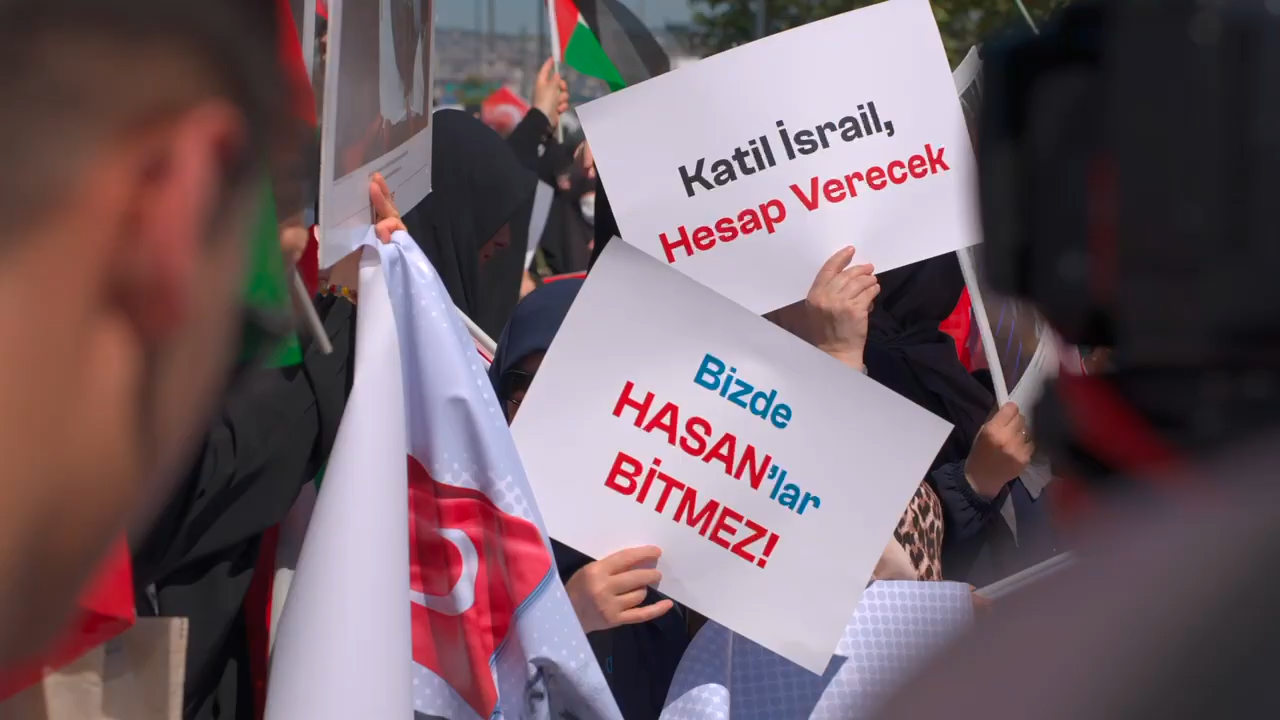 Katil İsrail,
Hesap Verecek
Bizde
HASAN'lar
BİTMEZ!